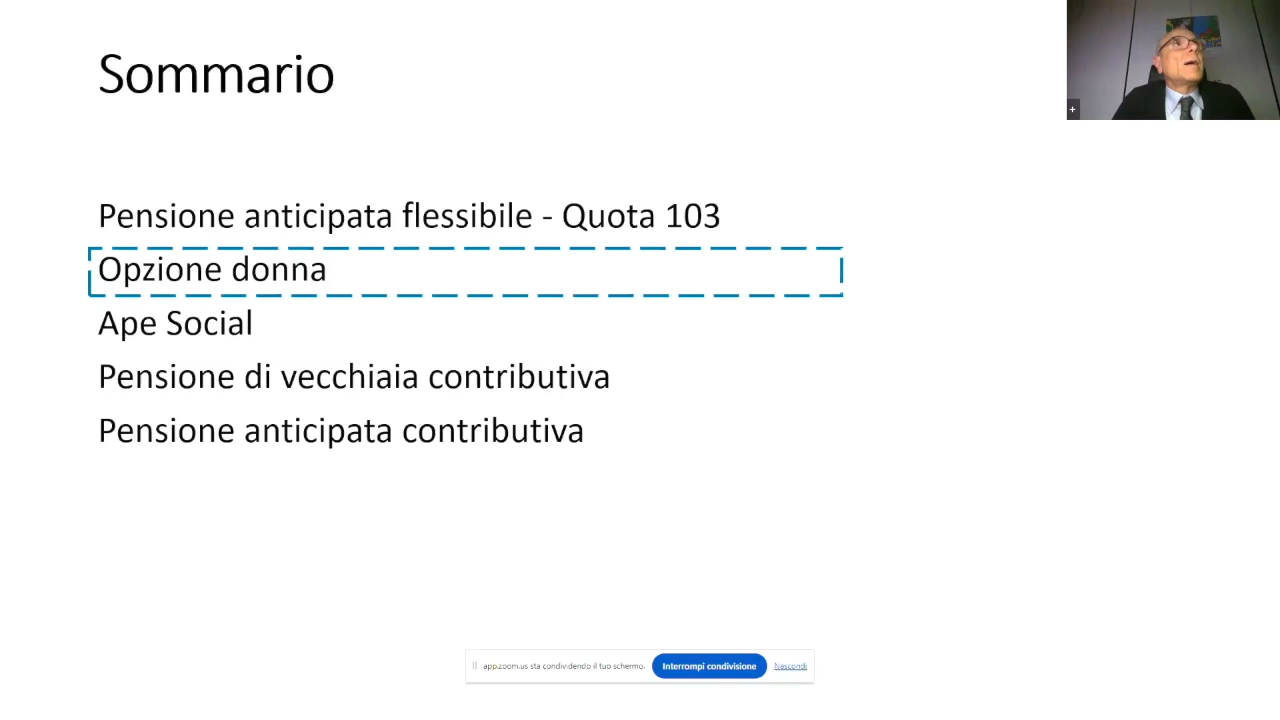 Sommario
Pensione anticipata flessibile - Quota 103
Opzione donna
Ape Social
Pensione di vecchiaia contributiva
Pensione anticipata contributiva
app.zoom.us sta condividendo il tuo schermo. Interrompi condivisione Nascondi